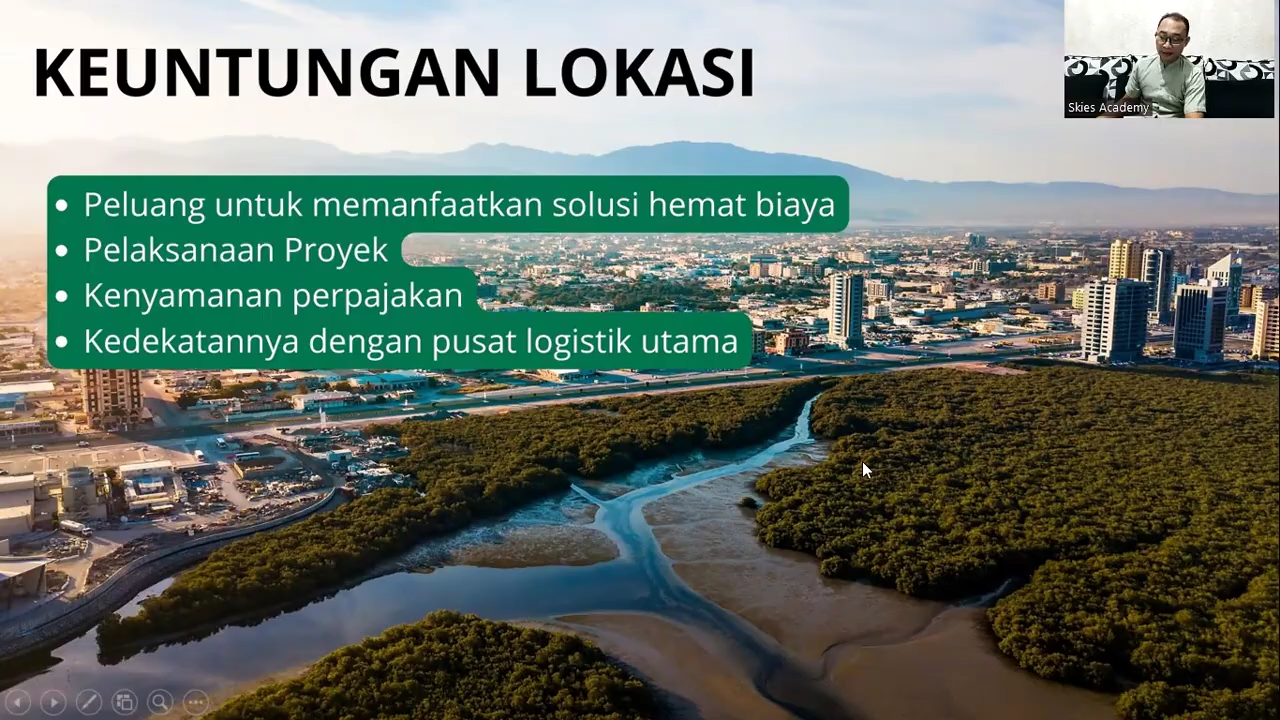 KEUNTUNGAN LOKASI
Skies Academy
• Peluang untuk memanfaatkan solusi hemat biaya
• Pelaksanaan Proyek
• Kenyamanan perpajakan
• Kedekatannya dengan pusat logistik utama